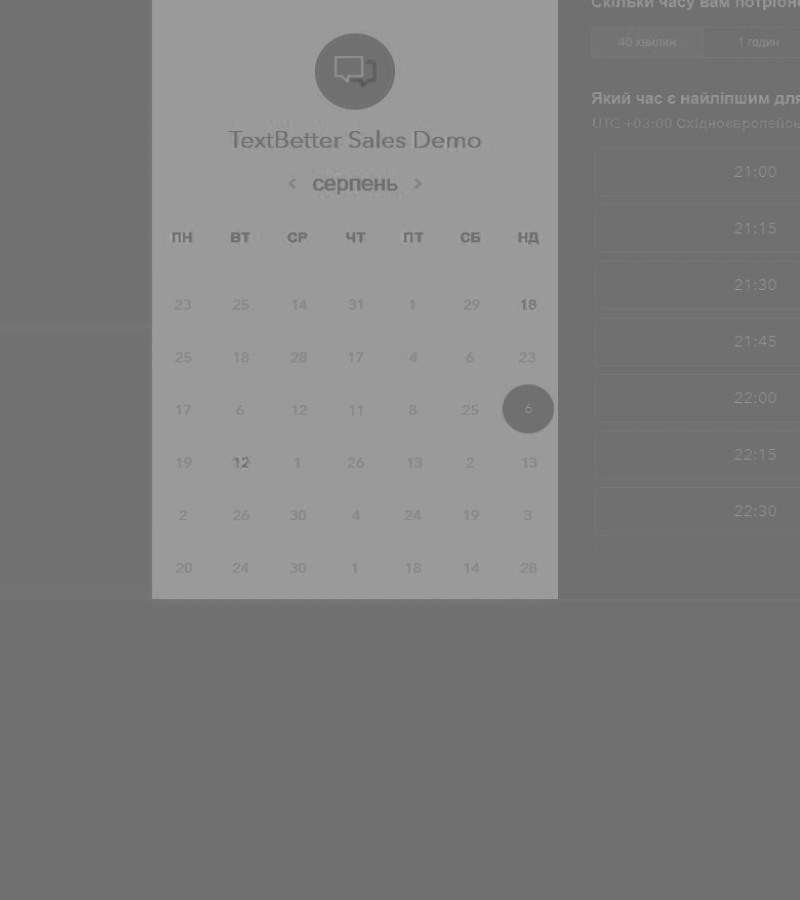 TextBetter Sales Demo
< серпень >
ПН ВТ СР ЧТ ПТ СБ НД
23 25 14 31 1 29 18
25 18 28 17 4 6 23
17 6 12 11 8 25 6
19 12 1 26 13 2 13
2 26 30 4 24 19 3
20 24 30 1 18 14 28
Скільки часу вам
40 хвилин 1 годин
Який час є найліпшим для
UTC +03:00
21:00
21:15
21:30
21:45
22:00
22:15
22:30